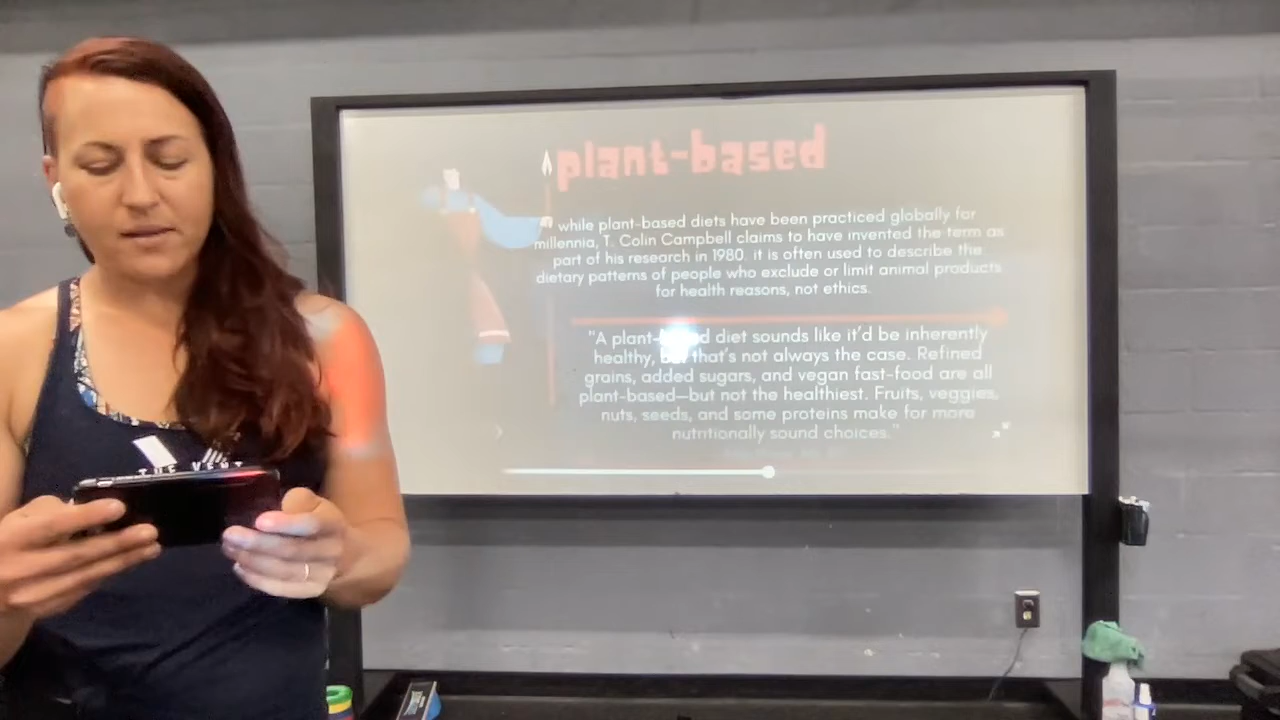 plant-based
while plant-based diets have been practiced globally for
millennia, T. Colin Campbell claims to have invented the term as
part of his research in 1980. it is often used to describe the
dietary patterns of people who exclude or limit animal products
for health reasons, not ethics.
"A plant-based diet sounds like it'd be inherently
healthy, but that's not always the case. Refined
grains, added sugars, and vegan fast-food are all
plant-based—but not the healthiest. Fruits, veggies,
nuts, seeds, and some proteins make for more
nutritionally sound choices."
THE VENT